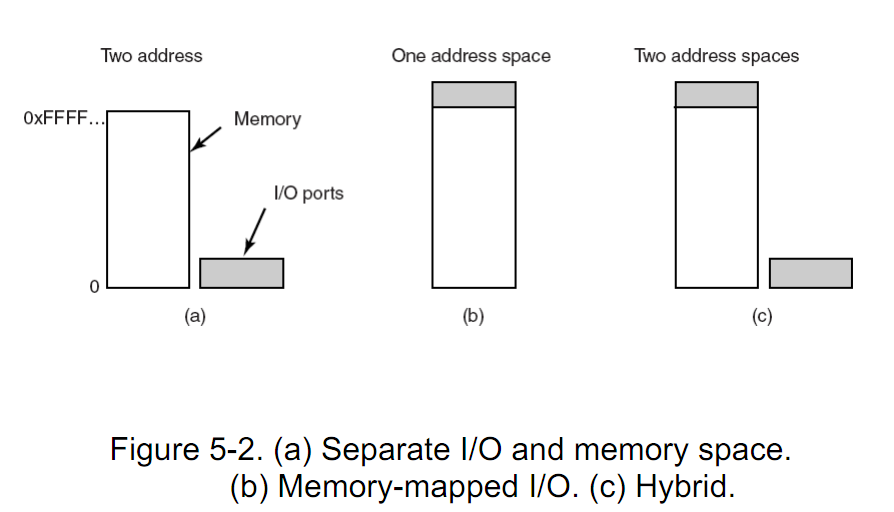 Two address
One address space
Two address spaces
0xFFFF...
Memory
I/O ports
0
(a)
(b)
(c)
Figure 5-2. (a) Separate I/O and memory space.
(b) Memory-mapped I/O. (c) Hybrid.